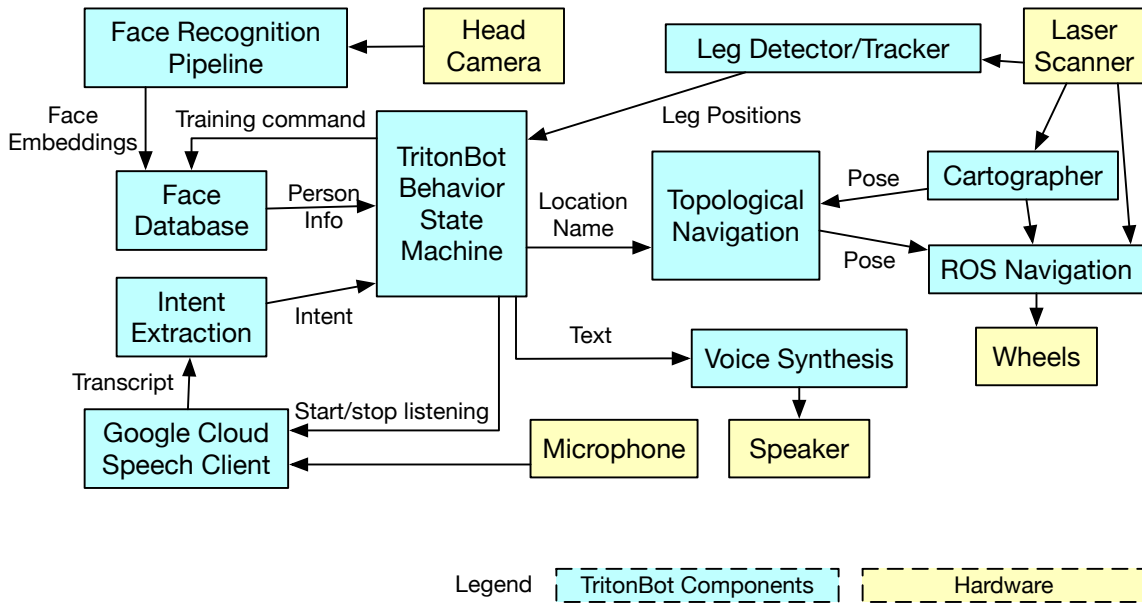 Face Recognition
Pipeline
Head
Camera
Leg Detector/Tracker
Laser
Scanner
Face
Embeddings
Training command
Leg Positions
TritonBot
Behavior
State
Machine
Face
Database
Person
Info
Location
Name
Topological
Navigation
Pose
Cartographer
Pose
ROS Navigation
Intent
Extraction
Intent
Text
Voice Synthesis
Wheels
Transcript
Start/stop listening
Google Cloud
Speech Client
Microphone
Speaker
Legend
TritonBot Components
Hardware